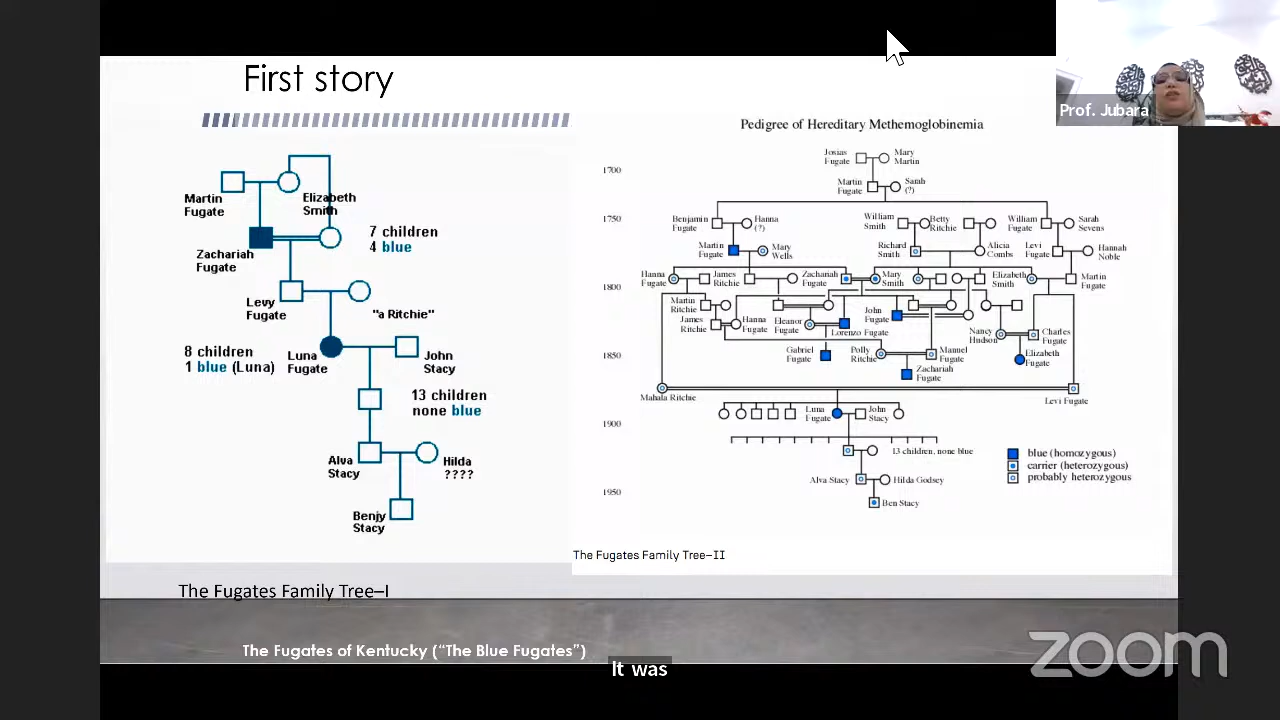 First story
Prof. Jubara
Martin
Fugate
Elizabeth
Smith
Zachariah
Fugate
7 children
4 blue
Levy
Fugate
"a Ritchie"
8 children
1 blue (Luna)
Luna
Fugate
John
Stacy
13 children
none blue
Alva
Stacy
Hilda
????
Benjy
Stacy
The Fugates Family Tree–I
Pedigree of Hereditary Methemoglobinemia
1700
Josias
Fugate
Mary
Martin
Martin
Fugate
Sarah
(?)
1750
Benjamin
Fugate
Hanna
(?)
William
Smith
Betty
Ritchie
William
Fugate
Sarah
Sevens
Martin
Fugate
Mary
Wells
Richard
Smith
Alicia
Combs
Levi
Fugate
Hannah
Noble
Hanna
Fugate
James
Ritchie
Zachariah
Fugate
Mary
Smith
Elizabeth
Smith
Martin
Fugate
1800
Martin
Ritchie
James
Ritchie
Hanna
Fugate
Eleanor
Fugate
Lorenzo Fugate
John
Fugate
Nancy
Hudson
Charles
Fugate
1850
Gabriel
Fugate
Polly
Ritchie
Manuel
Fugate
Elizabeth
Fugate
Zachariah
Fugate
Mahala Ritchie
Levi Fugate
Luna
Fugate
John
Stacy
1900
13 children, none blue
Alva Stacy
Hilda Godsey
1950
Ben Stacy
blue (homozygous)
carrier (heterozygous)
probably heterozygous
The Fugates Family Tree–II
The Fugates of Kentucky (“The Blue Fugates”)
It was
zoom